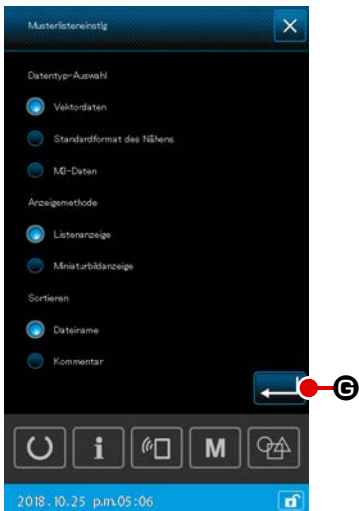 Musterlisteneinstlg
Datentyp-Auswahl
Vektordaten
Standardformat des Nähens
M3-Daten
Anzeigemethode
Listenanzeige
Miniaturbildanzeige
Sortieren
Dateiname
Kommentar
G
i
M
2018.10.25 p.m.05:06